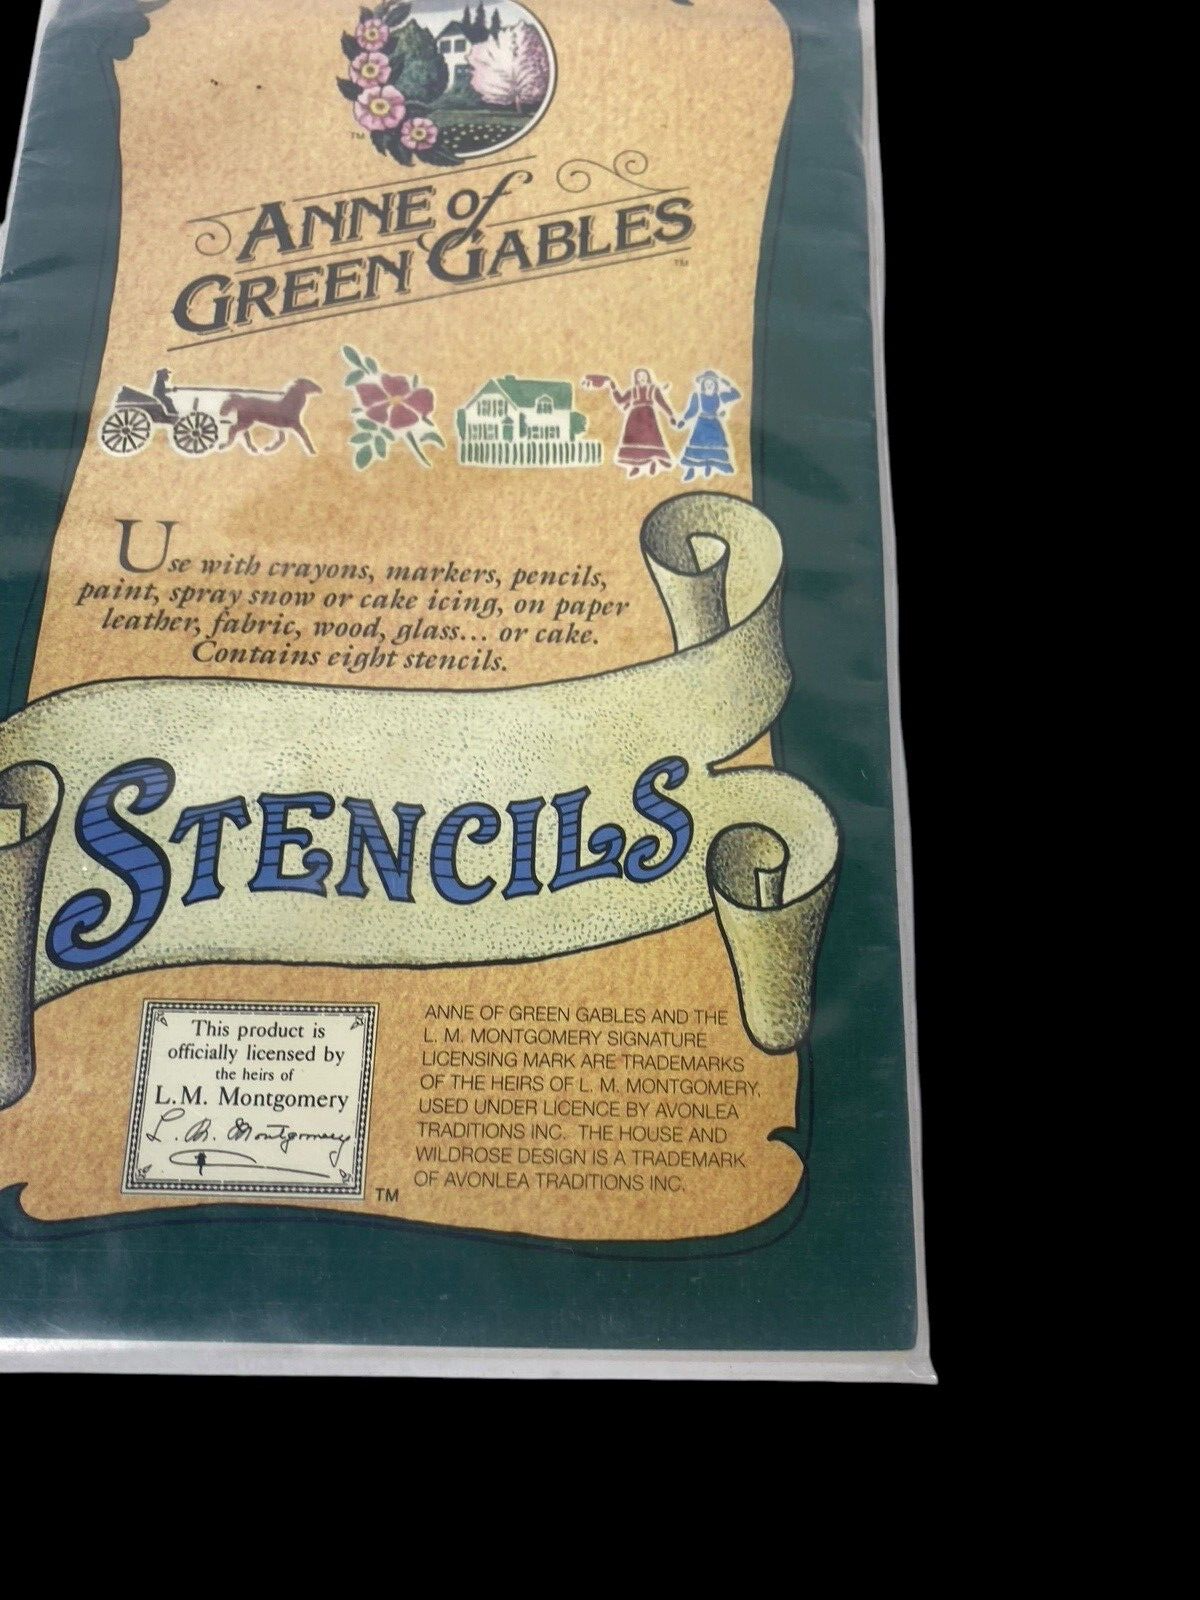 TM
ANNE of
GREEN GABLES
TM
Use with crayons, markers, pencils,
paint, spray snow or cake icing, on paper
leather, fabric, wood, glass... or cake.
Contains eight stencils.
STENCILS
This product is
officially licensed by
the heirs of
L.M. Montgomery
L. M. Montgomery
TM
ANNE OF GREEN GABLES AND THE
L. M. MONTGOMERY SIGNATURE
LICENSING MARK ARE TRADEMARKS
OF THE HEIRS OF L. M. MONTGOMERY,
USED UNDER LICENCE BY AVONLEA
TRADITIONS INC. THE HOUSE AND
WILDROSE DESIGN IS A TRADEMARK
OF AVONLEA TRADITIONS INC.